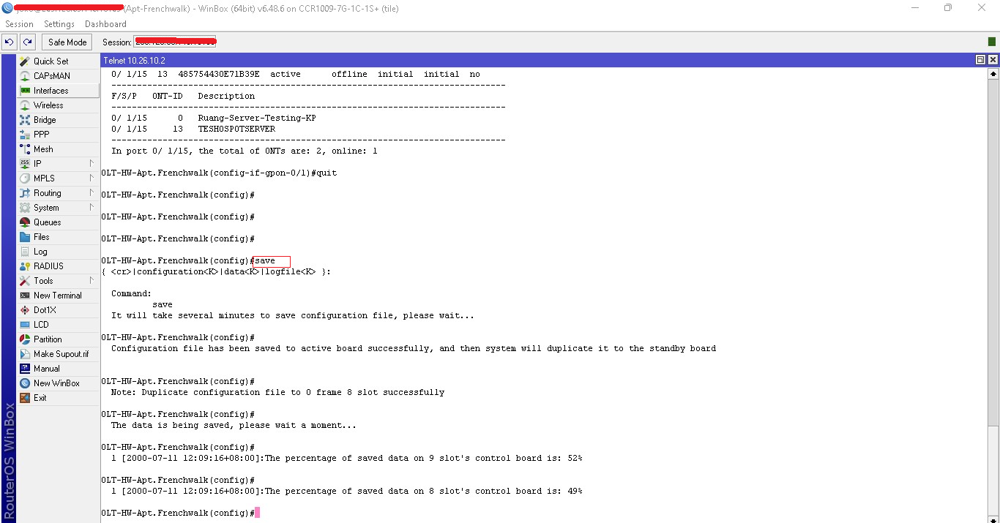 (Apt-Frenchwalk) - WinBox (64bit) v6.48.6 on CCR1009-7G-1C-1S+ (tile)
Session Settings Dashboard
Safe Mode Session:
Quick Set
CAPsMAN
Interfaces
Wireless
Bridge
PPP
Mesh
IP
MPLS
Routing
System
Queues
Files
Log
RADIUS
Tools
New Terminal
Dot1X
LCD
Partition
Make Supout.rif
Manual
New WinBox
Exit
RouterOS WinBox
Telnet 10.26.10.2
0/ 1/15 13 485754430E71B39E active offline initial initial no
-----------------------------------------------------------------------------
F/S/P ONT-ID Description
-----------------------------------------------------------------------------
0/ 1/15 0 Ruang-Server-Testing-KP
0/ 1/15 13 TESHOSPOTSERVER
-----------------------------------------------------------------------------
In port 0/ 1/15, the total of ONTs are: 2, online: 1
OLT-HW-Apt.Frenchwalk(config-if-gpon-0/1)#quit
OLT-HW-Apt.Frenchwalk(config)#
OLT-HW-Apt.Frenchwalk(config)#
OLT-HW-Apt.Frenchwalk(config)#
OLT-HW-Apt.Frenchwalk(config)#save
{ <cr>|configuration<K>|data<K>|logfile<K> }:
Command:
save
It will take several minutes to save configuration file, please wait...
OLT-HW-Apt.Frenchwalk(config)#
Configuration file has been saved to active board successfully, and then system will duplicate it to the standby board
OLT-HW-Apt.Frenchwalk(config)#
Note: Duplicate configuration file to 0 frame 8 slot successfully
OLT-HW-Apt.Frenchwalk(config)#
The data is being saved, please wait a moment...
OLT-HW-Apt.Frenchwalk(config)#
1 [2000-07-11 12:09:16+08:00]:The percentage of saved data on 9 slot's control board is: 52%
OLT-HW-Apt.Frenchwalk(config)#
1 [2000-07-11 12:09:16+08:00]:The percentage of saved data on 8 slot's control board is: 49%
OLT-HW-Apt.Frenchwalk(config)#